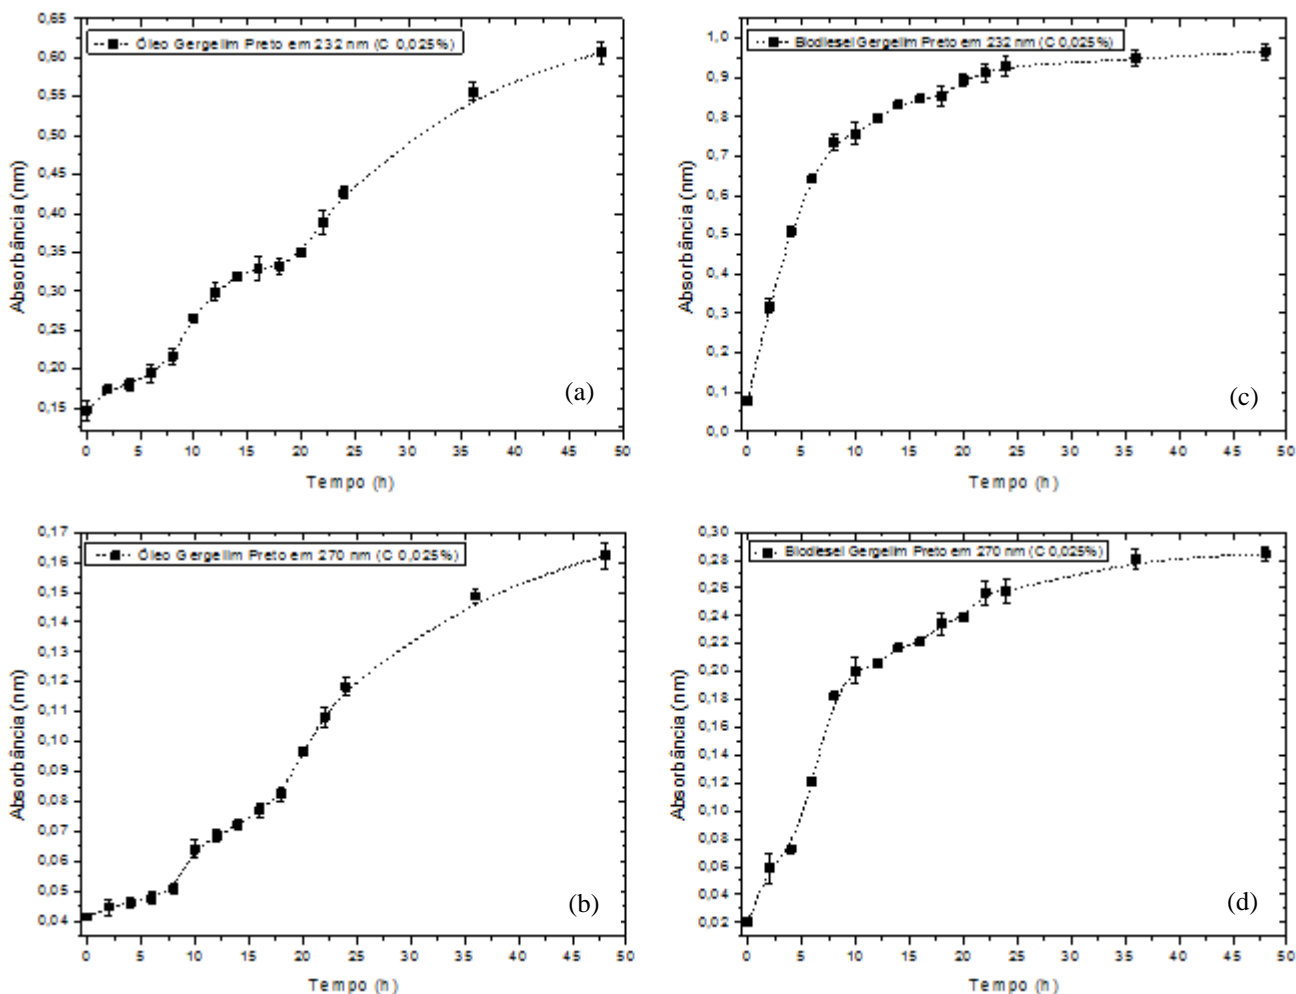 0,65
0,60
0,55
0,50
0,45
0,40
0,35
0,30
0,25
0,20
0,15
Absorbância (nm)
Óleo Gergelim Preto em 232 nm (C 0,025%)
(a)
0 5 10 15 20 25 30 35 40 45 50
Tempo (h)
1,0
0,9
0,8
0,7
0,6
0,5
0,4
0,3
0,2
0,1
0,0
Absorbância (nm)
Biodiesel Gergelim Preto em 232 nm (C 0,025%)
(c)
0 5 10 15 20 25 30 35 40 45 50
Tempo (h)
0,17
0,16
0,15
0,14
0,13
0,12
0,11
0,10
0,09
0,08
0,07
0,06
0,05
0,04
Absorbância (nm)
Óleo Gergelim Preto em 270 nm (C 0,025%)
(b)
0 5 10 15 20 25 30 35 40 45 50
Tempo (h)
0,30
0,28
0,26
0,24
0,22
0,20
0,18
0,16
0,14
0,12
0,10
0,08
0,06
0,04
0,02
Absorbância (nm)
Biodiesel Gergelim Preto em 270 nm (C 0,025%)
(d)
0 5 10 15 20 25 30 35 40 45 50
Tempo (h)